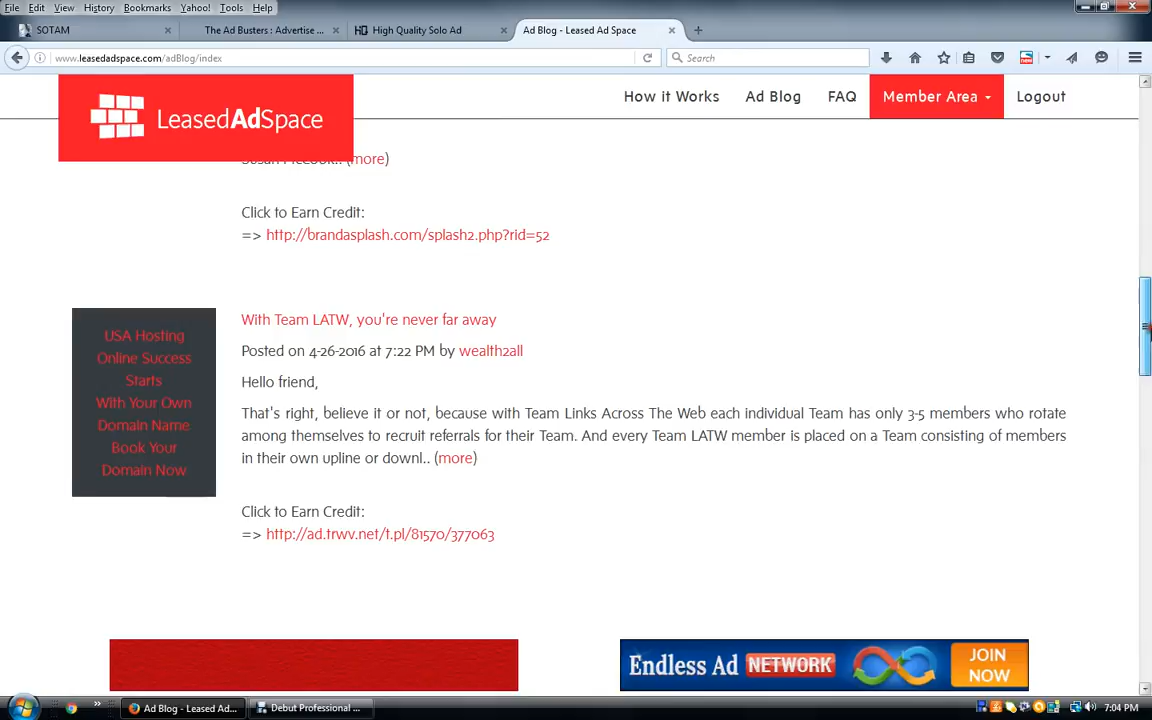 File Edit View History Bookmarks Yahoo! Tools Help
SOTAM × The Ad Busters : Advertise ... × High Quality Solo Ad × Ad Blog - Leased Ad Space × +
www.leasedadspace.com/adBlog/index Search
LeasedAdSpace
How it Works Ad Blog FAQ Member Area Logout
(more)
Click to Earn Credit:
=> http://brandasplash.com/splash2.php?rid=52
USA Hosting
Online Success
Starts
With Your Own
Domain Name
Book Your
Domain Now
With Team LATW, you're never far away
Posted on 4-26-2016 at 7:22 PM by wealth2all
Hello friend,
That's right, believe it or not, because with Team Links Across The Web each individual Team has only 3-5 members who rotate
among themselves to recruit referrals for their Team. And every Team LATW member is placed on a Team consisting of members
in their own upline or downl.. (more)
Click to Earn Credit:
=> http://ad.trwv.net/t.pl/81570/377063
Endless Ad NETWORK
JOIN
NOW
Ad Blog - Leased Ad... Debut Professional ... 7:04 PM